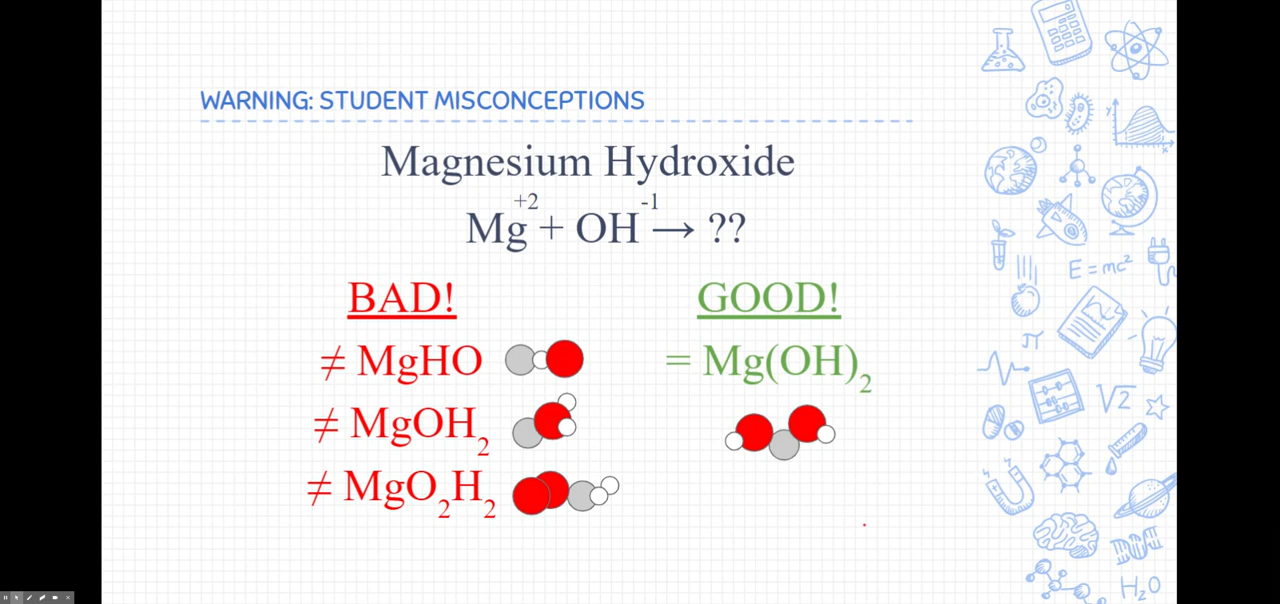 WARNING: STUDENT MISCONCEPTIONS
Magnesium Hydroxide
Mg⁺² + OH⁻¹ → ??
BAD!
≠ MgHO
≠ MgOH₂
≠ MgO₂H₂
GOOD!
= Mg(OH)₂
y
x
E = mc²
π
√2
H₂O